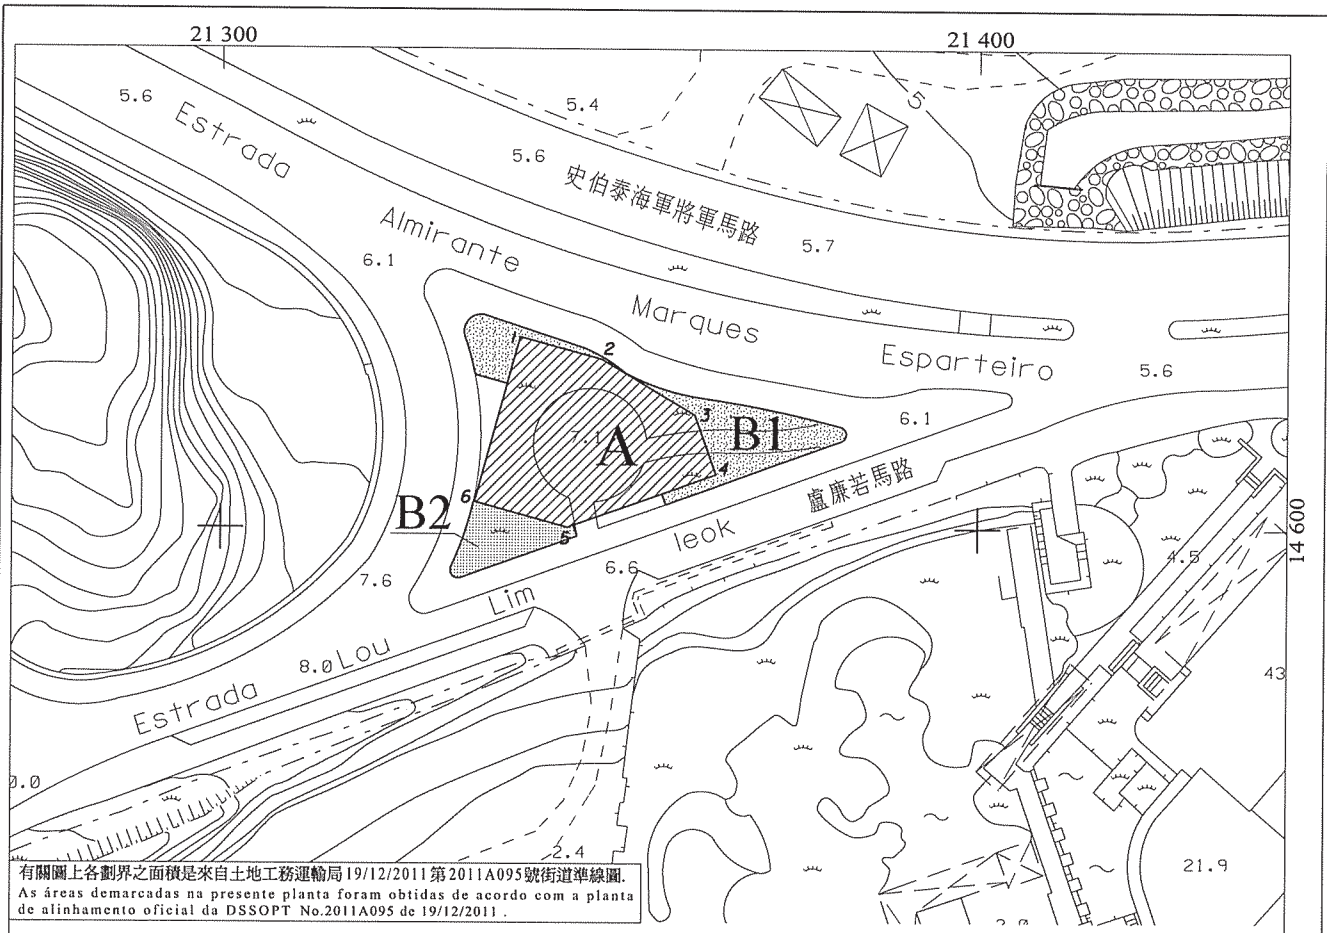 21 300
21 400
5.6
Estrada
5.4
5
5.6
史伯泰海軍將軍馬路
Almirante
5.7
6.1
Marques
Esparteiro
5.6
1
2
3
6.1
A
B1
4
盧廉若馬路
6
B2
5
Ieok
14 600
4.5
7.6
6.6
Lim
8.0
Lou
Estrada
43
0.0
2.4
21.9
有關圖上各劃界之面積是來自土地工務運輸局19/12/2011第2011A095號街道準線圖.
As áreas demarcadas na presente planta foram obtidas de acordo com a planta
de alinhamento oficial da DSSOPT No.2011A095 de 19/12/2011 .